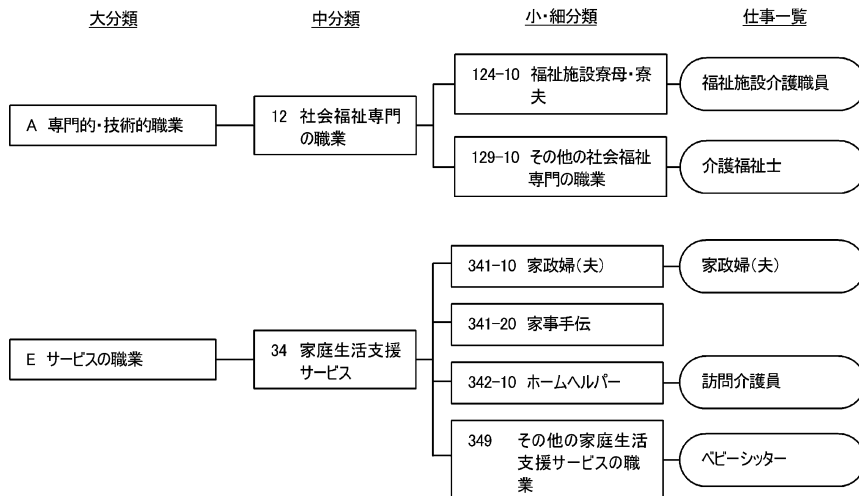 大分類 中分類 小・細分類 仕事一覧
A 専門的・技術的職業
12 社会福祉専門
の職業
124-10 福祉施設寮母・寮
夫
福祉施設介護職員
129-10 その他の社会福祉
専門の職業
介護福祉士
E サービスの職業
34 家庭生活支援
サービス
341-10 家政婦(夫)
家政婦(夫)
341-20 家事手伝
342-10 ホームヘルパー
訪問介護員
349 その他の家庭生活
支援サービスの職
業
ベビーシッター